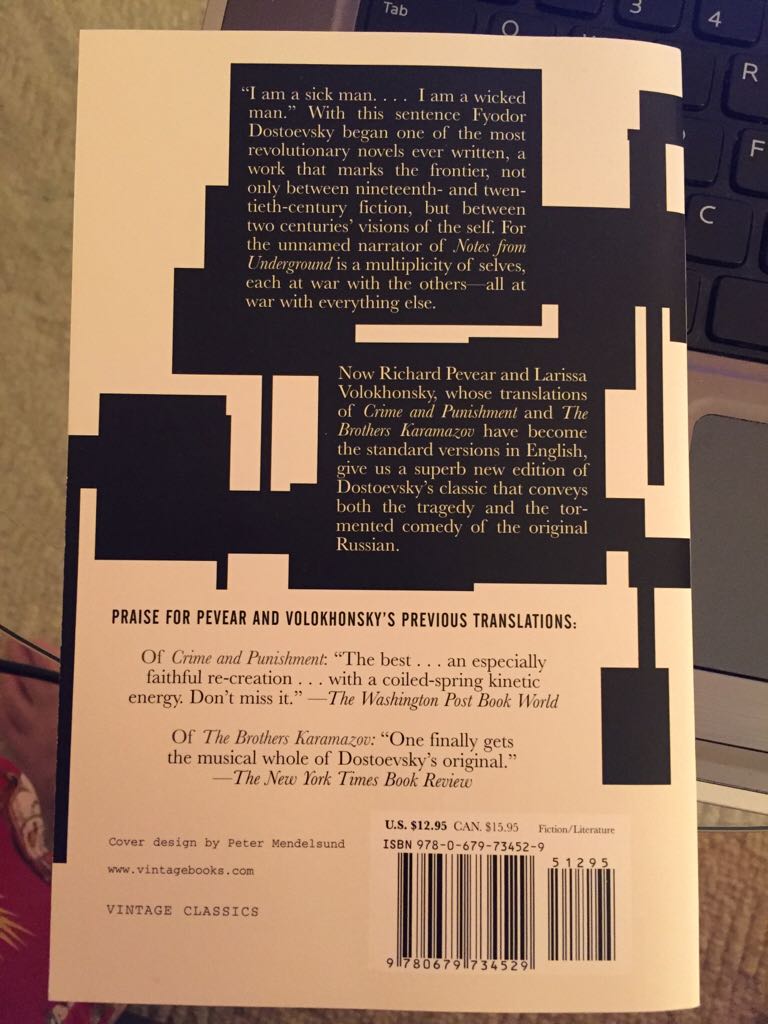 Tab
3
4
R
F
C
"I am a sick man. . . . I am a wicked
man." With this sentence Fyodor
Dostoevsky began one of the most
revolutionary novels ever written, a
work that marks the frontier, not
only between nineteenth- and twen-
tieth-century fiction, but between
two centuries' visions of the self. For
the unnamed narrator of Notes from
Underground is a multiplicity of selves,
each at war with the others—all at
war with everything else.
Now Richard Pevear and Larissa
Volokhonsky, whose translations
of Crime and Punishment and The
Brothers Karamazov have become
the standard versions in English,
give us a superb new edition of
Dostoevsky's classic that conveys
both the tragedy and the tor-
mented comedy of the original
Russian.
PRAISE FOR PEVEAR AND VOLOKHONSKY'S PREVIOUS TRANSLATIONS:
Of Crime and Punishment: "The best . . . an especially
faithful re-creation . . . with a coiled-spring kinetic
energy. Don't miss it." —The Washington Post Book World
Of The Brothers Karamazov: "One finally gets
the musical whole of Dostoevsky's original."
—The New York Times Book Review
Cover design by Peter Mendelsund
www.vintagebooks.com
VINTAGE CLASSICS
U.S. $12.95 CAN. $15.95 Fiction/Literature
ISBN 978-0-679-73452-9
51295
9 780679 734529